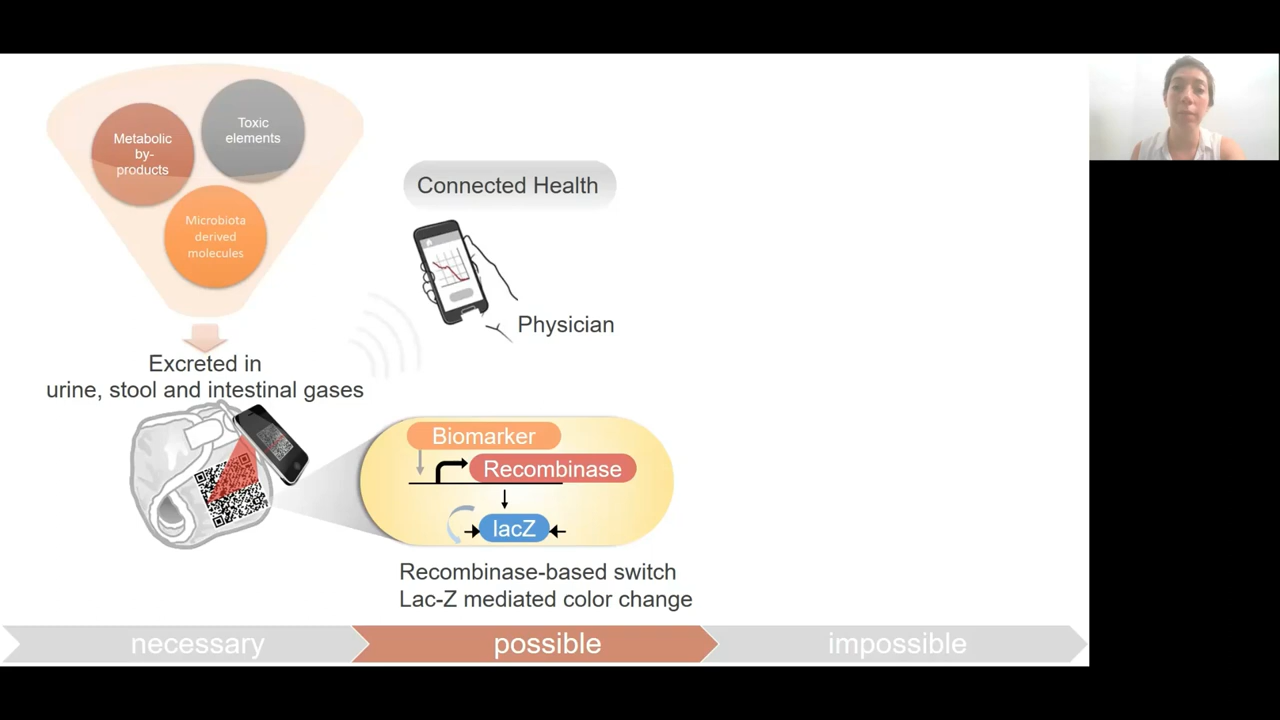 Metabolic
by-
products
Toxic
elements
Microbiota
derived
molecules
Excreted in
urine, stool and intestinal gases
Connected Health
Physician
Biomarker
Recombinase
lacZ
Recombinase-based switch
Lac-Z mediated color change
necessary
possible
impossible